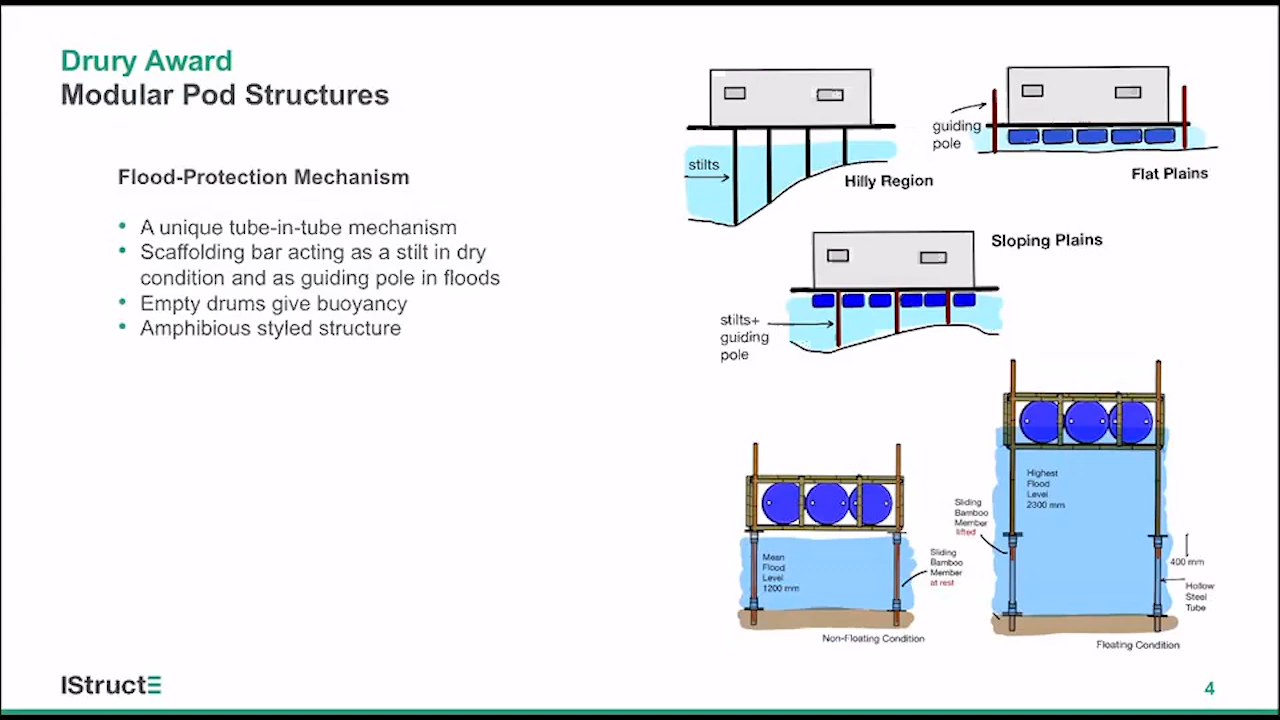 Drury Award
Modular Pod Structures
Flood-Protection Mechanism
• A unique tube-in-tube mechanism
• Scaffolding bar acting as a stilt in dry
condition and as guiding pole in floods
• Empty drums give buoyancy
• Amphibious styled structure
stilts
Hilly Region
guiding
pole
Flat Plains
Sloping Plains
stilts+
guiding
pole
Mean
Flood
Level
1200 mm
Sliding
Bamboo
Member
at rest
Non-Floating Condition
Highest
Flood
Level
2300 mm
Sliding
Bamboo
Member
lifted
400 mm
Hollow
Steel
Tube
Floating Condition
IStructE
4